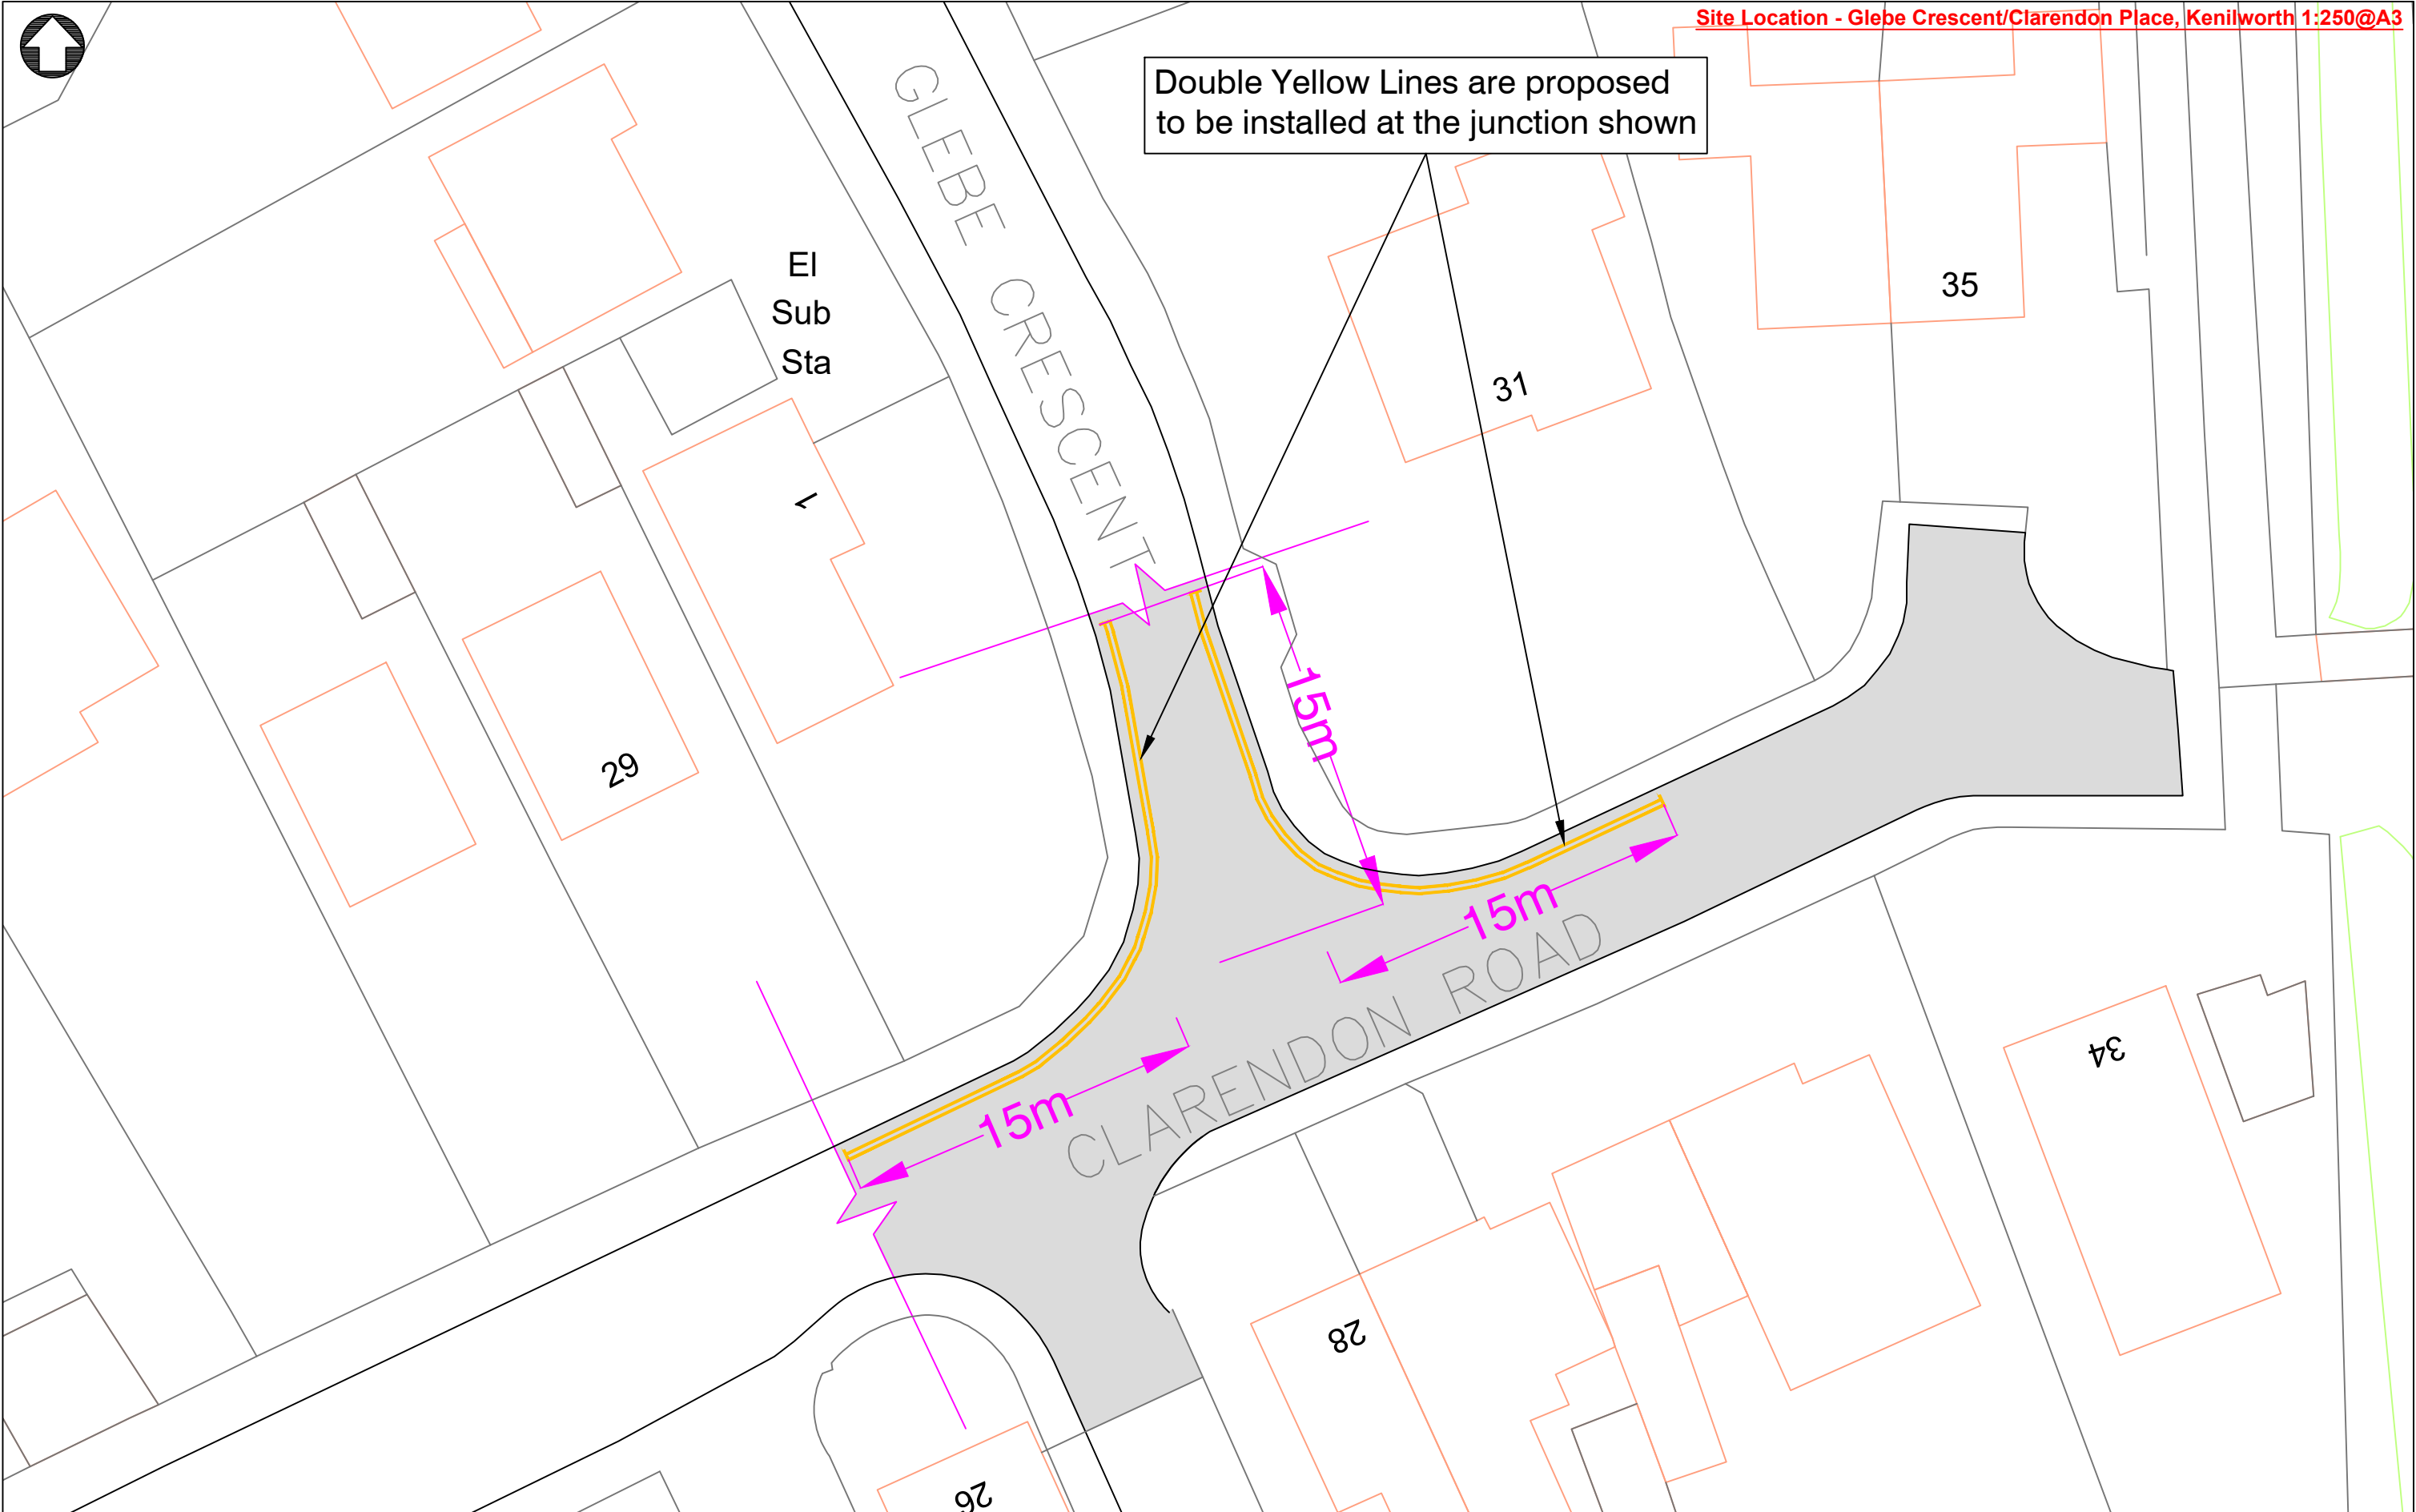 Site Location - Glebe Crescent/Clarendon Place, Kenilworth 1:250@A3
Double Yellow Lines are proposed
to be installed at the junction shown
GLEBE CRESCENT
El
Sub
Sta
35
31
1
29
15m
15m
15m
CLARENDON ROAD
34
28
26